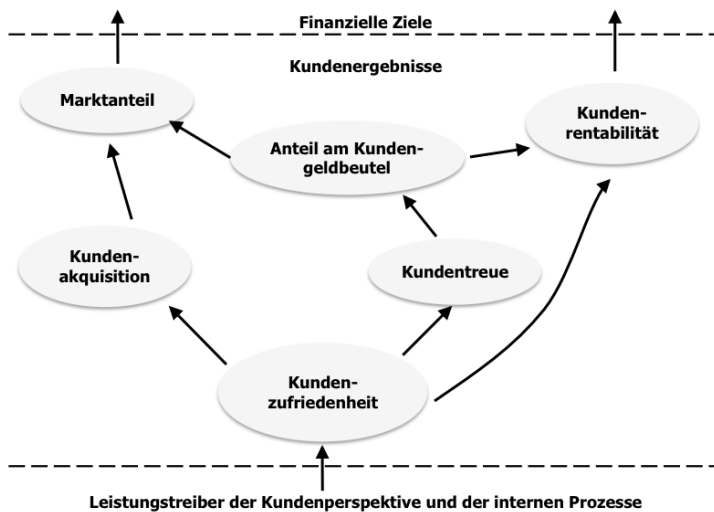 Finanzielle Ziele
Kundenergebnisse
Marktanteil
Kunden-
rentabilität
Anteil am Kunden-
geldbeutel
Kunden-
akquisition
Kundentreue
Kunden-
zufriedenheit
Leistungstreiber der Kundenperspektive und der internen Prozesse